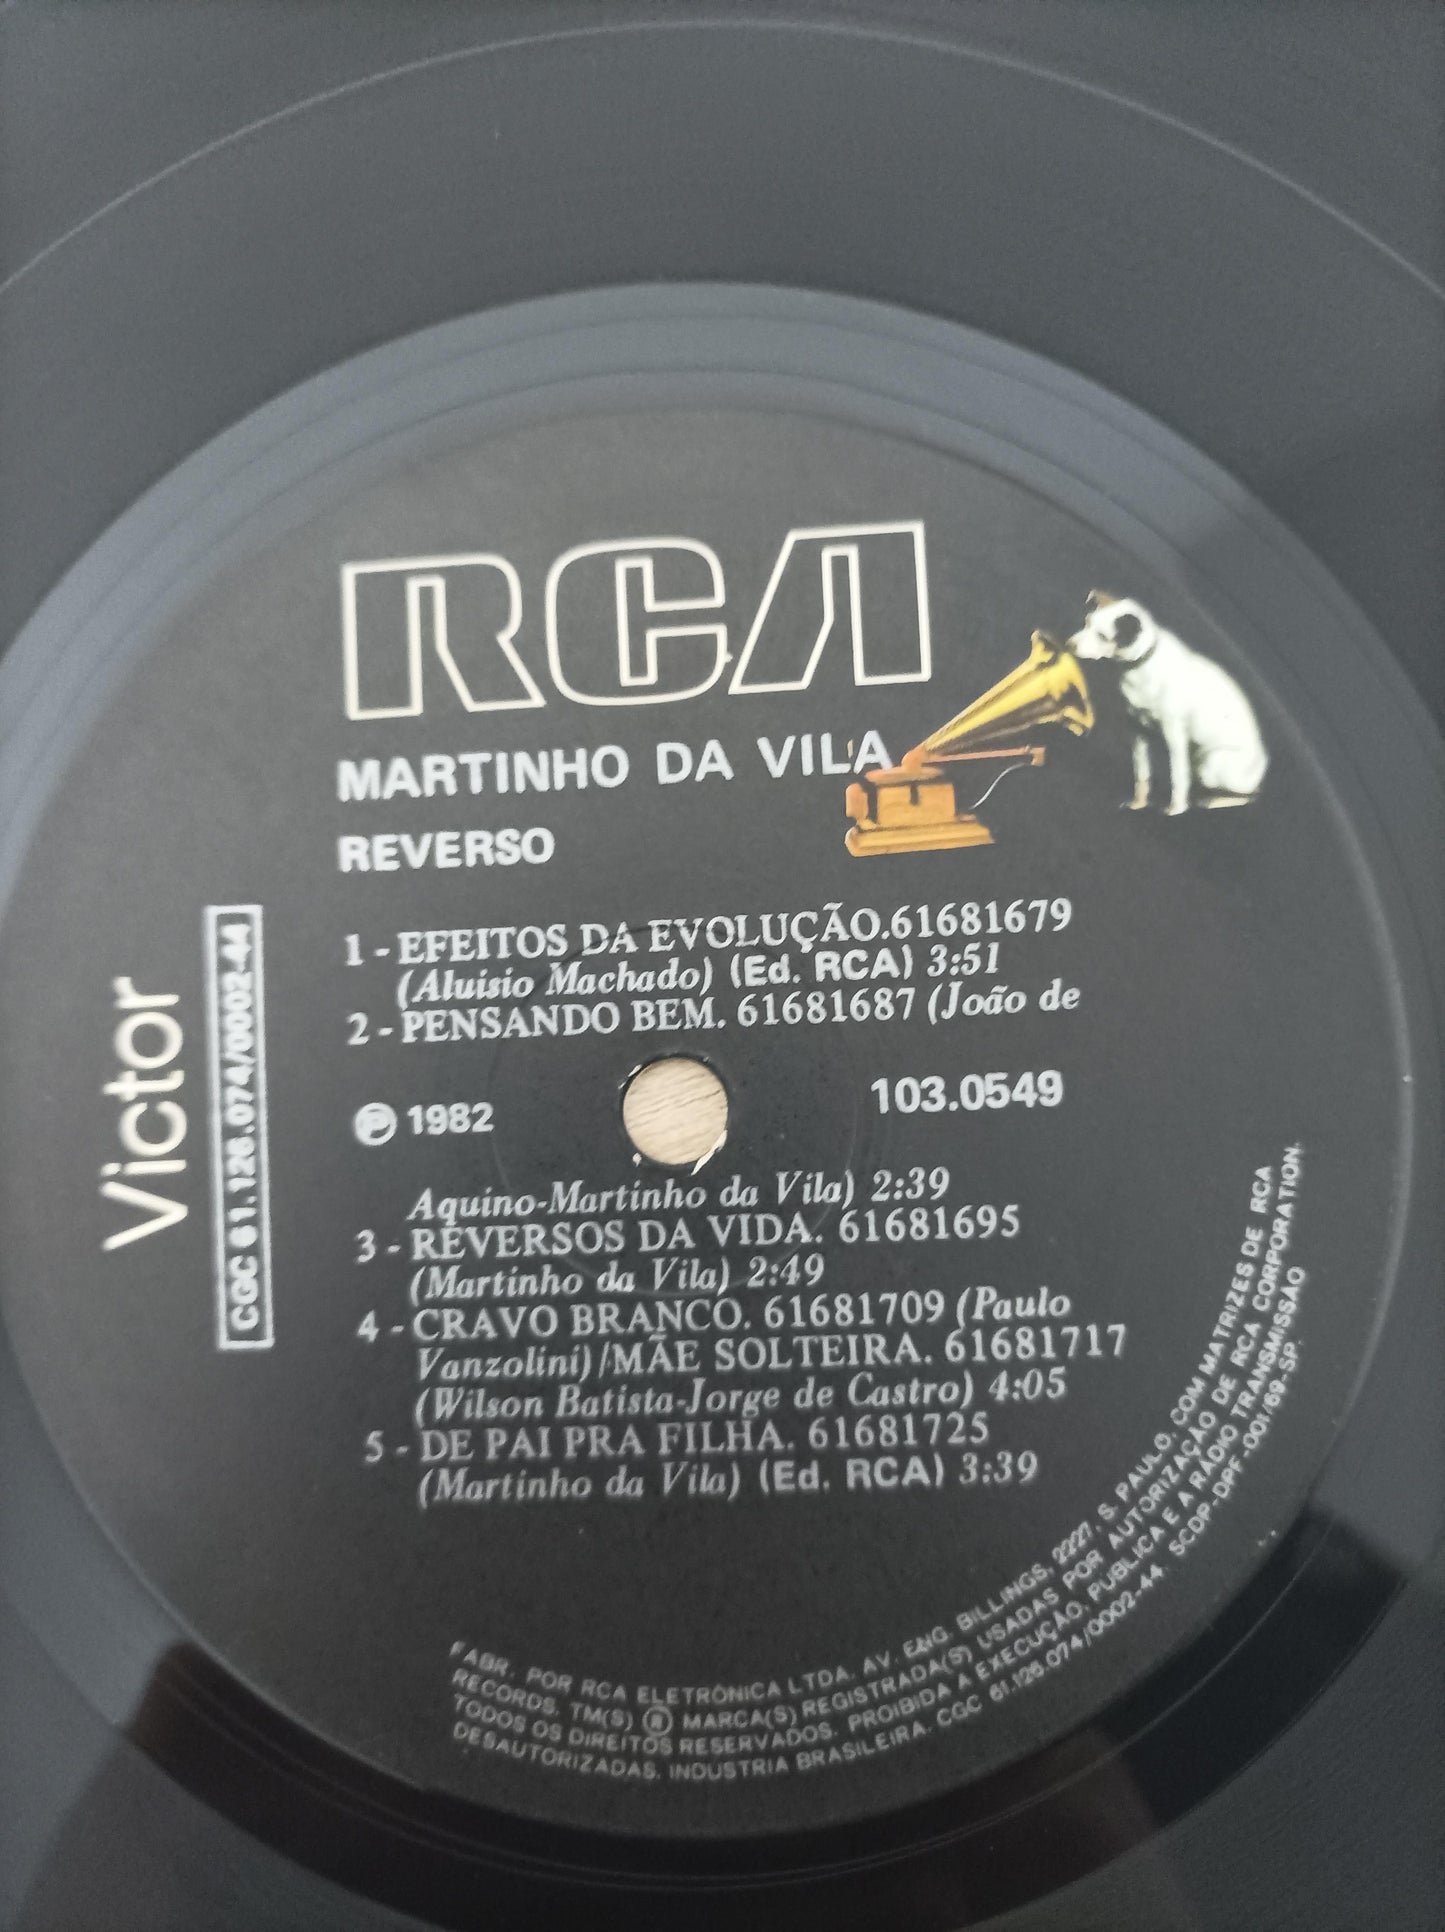 RCA
MARTINHO DA VILA
REVERSO
Victor
CGC 61.126.074/0002-44
1 - EFEITOS DA EVOLUÇÃO.61681679
(Aluisio Machado) (Ed. RCA) 3:51
2 - PENSANDO BEM. 61681687 (João de
℗ 1982
103.0549
Aquino-Martinho da Vila) 2:39
3 - REVERSOS DA VIDA. 61681695
(Martinho da Vila) 2:49
4 - CRAVO BRANCO. 61681709 (Paulo
Vanzolini)/MÃE SOLTEIRA. 61681717
(Wilson Batista-Jorge de Castro) 4:05
5 - DE PAI PRA FILHA. 61681725
(Martinho da Vila) (Ed. RCA) 3:39
FABR. POR RCA ELETRÔNICA LTDA. AV. ENG. BILLINGS, 2227, S. PAULO, COM MATRIZES DE RCA
RECORDS. TM(S) ® MARCA(S) REGISTRADA(S) USADAS POR AUTORIZAÇÃO DE RCA CORPORATION.
TODOS OS DIREITOS RESERVADOS. PROIBIDA A EXECUÇÃO, PUBLICA E A RÁDIO TRANSMISSÃO
DESAUTORIZADAS. INDUSTRIA BRASILEIRA. CGC 61.126.074/0002-44. SCDP-DPF-001/69-SP.